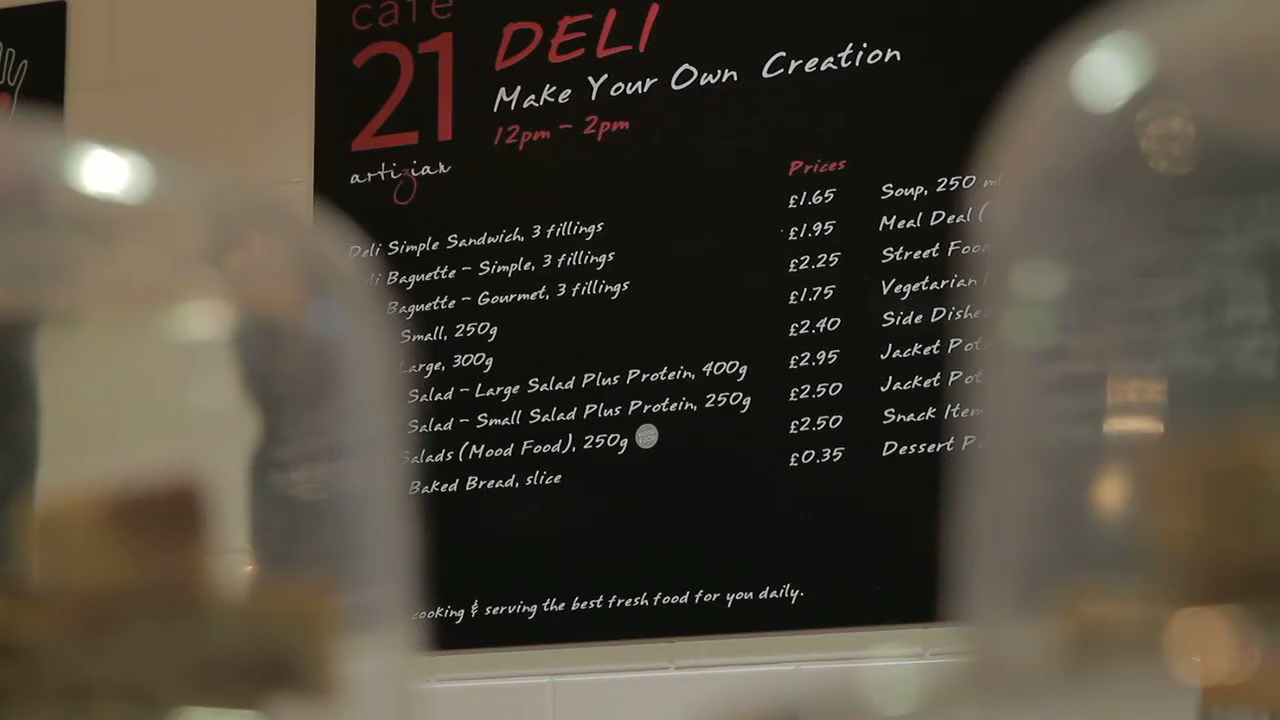 cafe
21
artizian
DELI
Make Your Own Creation
12pm - 2pm
Prices
Deli Simple Sandwich, 3 fillings £1.65
Baguette - Simple, 3 fillings £1.95
Baguette - Gourmet, 3 fillings £2.25
Small, 250g £1.75
Large, 300g £2.40
Salad - Large Salad Plus Protein, 400g £2.95
Salad - Small Salad Plus Protein, 250g £2.50
Salads (Mood Food), 250g £2.50
Baked Bread, slice £0.35
Soup, 250 ml
Meal Deal (
Street Food
Vegetarian
Side Dishes
Jacket
Jacket
Snack Item
Dessert
cooking & serving the best fresh food for you daily.